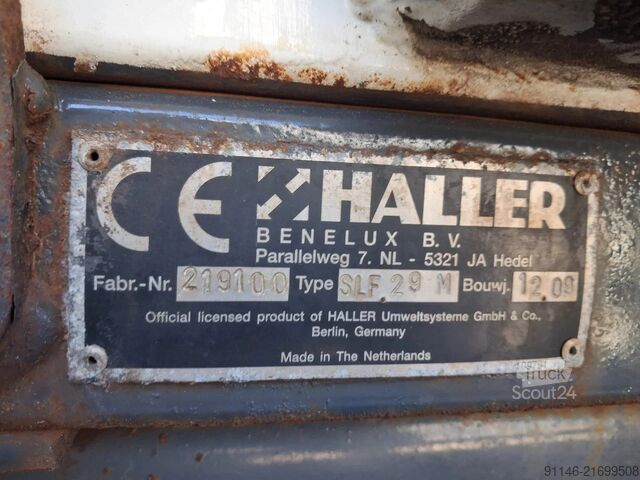 CE HALLER
BENELUX B.V.
Parallelweg 7. NL - 5321 JA Hedel
Fabr.-Nr. 219100 Type SLF 29 M Bouwj. 12.09
Official licensed product of HALLER Umweltsysteme GmbH & Co.,
Berlin, Germany
Made in The Netherlands
Truck
Scout24
91146-21699508